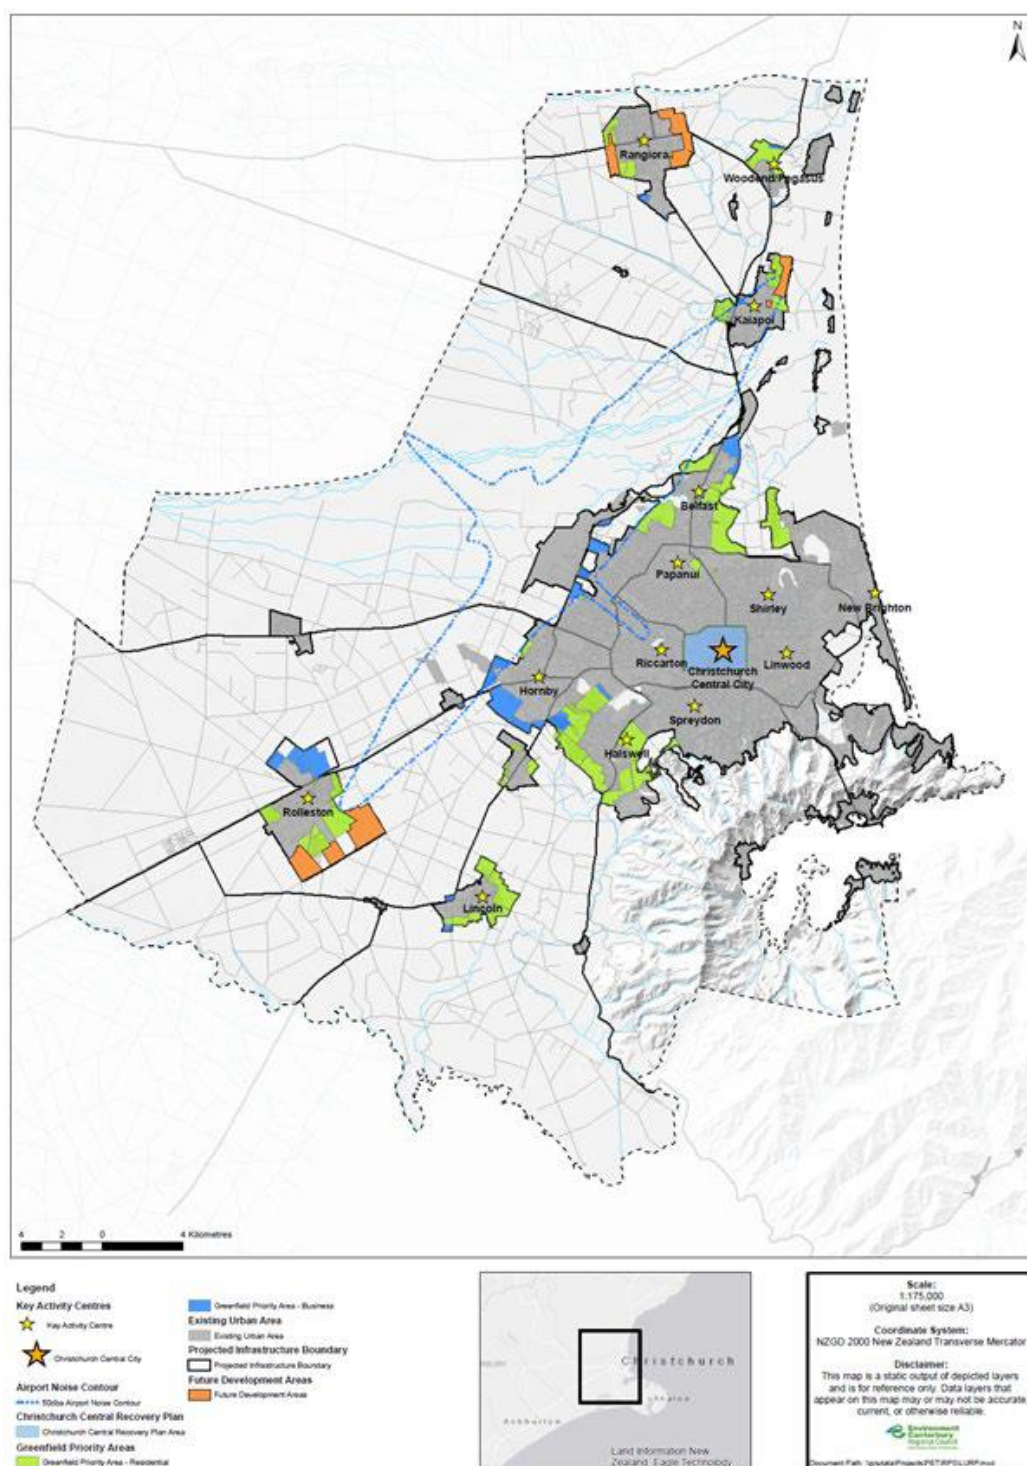 N
Rangiora
Woodend/Pegasus
Kaiapoi
Belfast
Papanui
Shirley
New Brighton
Riccarton
Christchurch
Central City
Linwood
Hornby
Spreydon
Halswell
Rolleston
Lincoln
4 2 0 4 Kilometres
Legend
Key Activity Centres
Key Activity Centre
Christchurch Central City
Airport Noise Contour
50dba Airport Noise Contour
Christchurch Central Recovery Plan
Christchurch Central Recovery Plan Area
Greenfield Priority Areas
Greenfield Priority Area - Residential
Greenfield Priority Area - Business
Existing Urban Area
Existing Urban Area
Projected Infrastructure Boundary
Projected Infrastructure Boundary
Future Development Areas
Future Development Areas
Christchurch
Akaroa
Ashburton
Land Information New
Zealand, Eagle Technology
Scale:
1:175,000
(Original sheet size A3)
Coordinate System:
NZGD 2000 New Zealand Transverse Mercator
Disclaimer:
This map is a static output of depicted layers
and is for reference only. Data layers that
appear on this map may or may not be accurate,
current, or otherwise reliable.
Environment
Canterbury
Regional Council
Document Path: